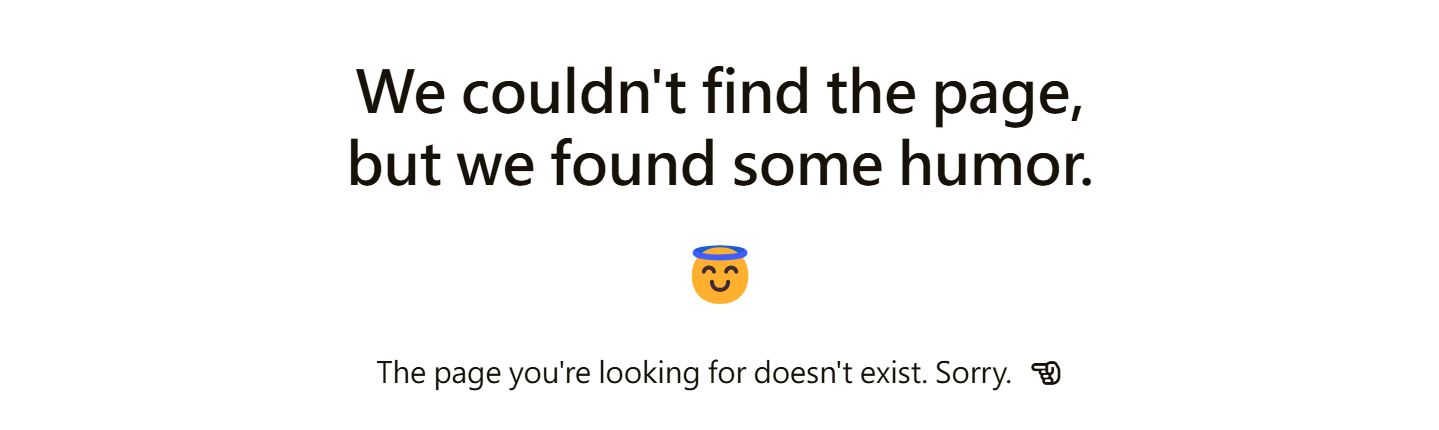 We couldn't find the page,
but we found some humor.
The page you're looking for doesn't exist. Sorry.